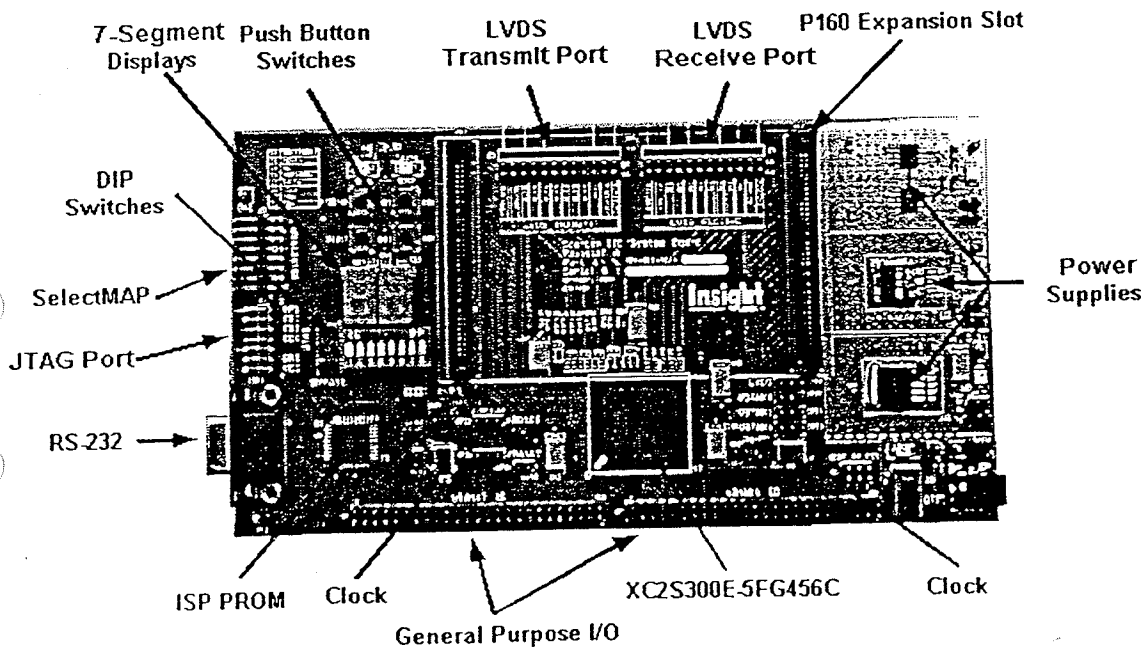 7-Segment
Displays
Push Button
Switches
LVDS
Transmit Port
LVDS
Receive Port
P160 Expansion Slot
DIP
Switches
SelectMAP
JTAG Port
RS-232
Insight
Power
Supplies
ISP PROM
Clock
General Purpose I/O
XC2S300E-5FG456C
Clock